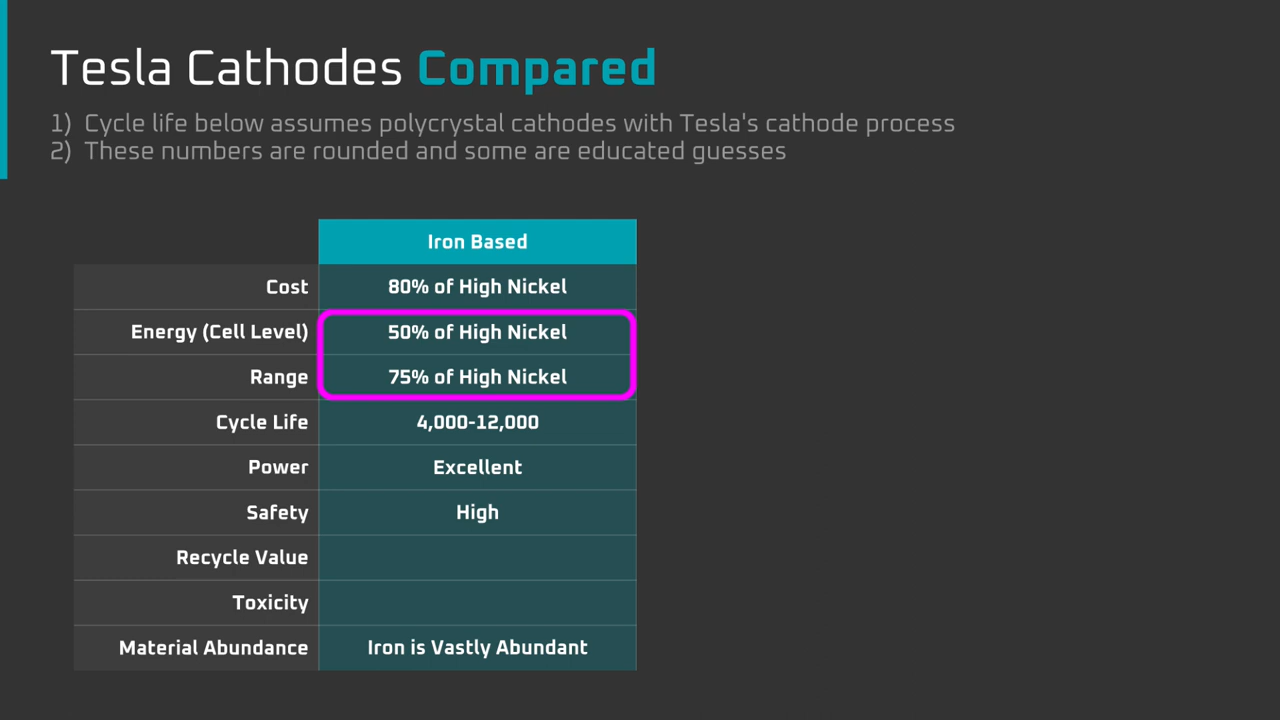 Tesla Cathodes Compared
1) Cycle life below assumes polycrystal cathodes with Tesla's cathode process
2) These numbers are rounded and some are educated guesses
Iron Based
Cost 80% of High Nickel
Energy (Cell Level) 50% of High Nickel
Range 75% of High Nickel
Cycle Life 4,000-12,000
Power Excellent
Safety High
Recycle Value
Toxicity
Material Abundance Iron is Vastly Abundant